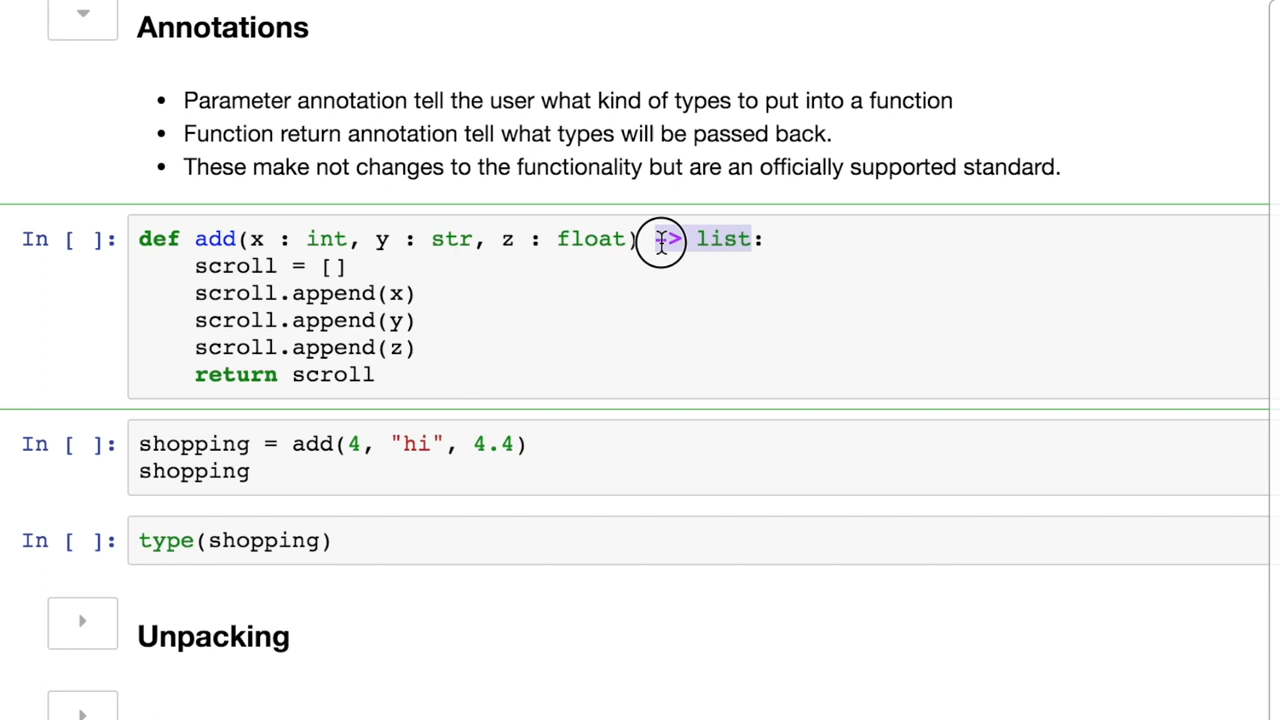 Annotations
• Parameter annotation tell the user what kind of types to put into a function
• Function return annotation tell what types will be passed back.
• These make not changes to the functionality but are an officially supported standard.
In [ ]: def add(x : int, y : str, z : float) -> list:
scroll = []
scroll.append(x)
scroll.append(y)
scroll.append(z)
return scroll
In [ ]: shopping = add(4, "hi", 4.4)
shopping
In [ ]: type(shopping)
Unpacking